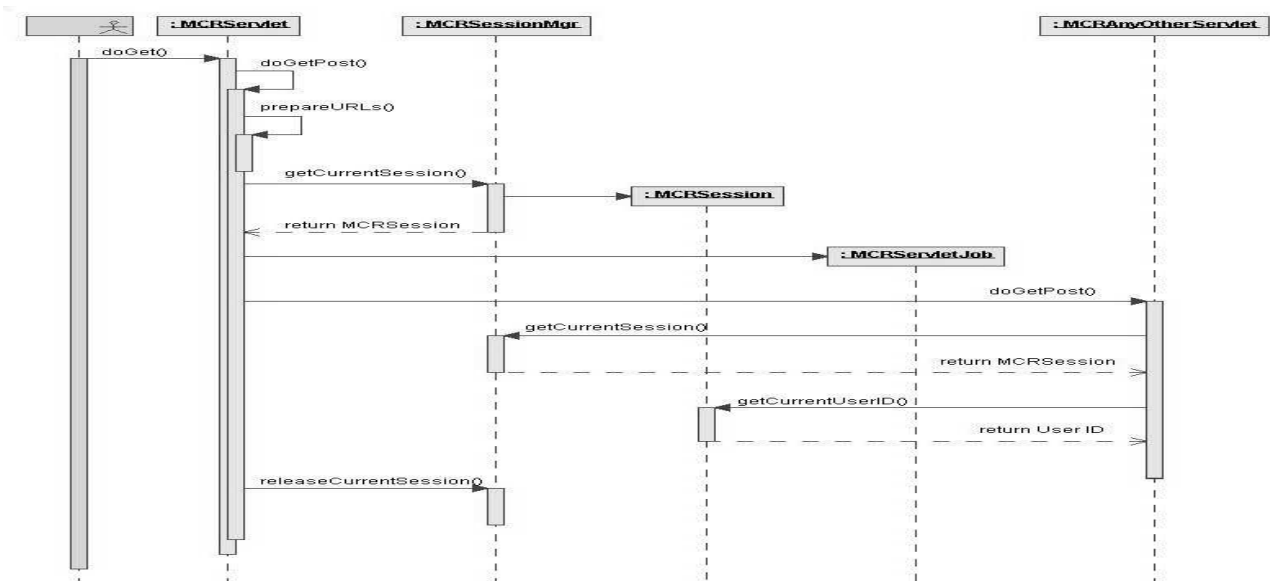 : MCRServlet
: MCRSessionMgr
: MCRAnyOtherServlet
doGet()
doGetPost()
prepareURLs()
getCurrentSession()
: MCRSession
return MCRSession
: MCRServletJob
doGetPost()
getCurrentSession()
return MCRSession
getCurrentUserID()
return User ID
releaseCurrentSession()